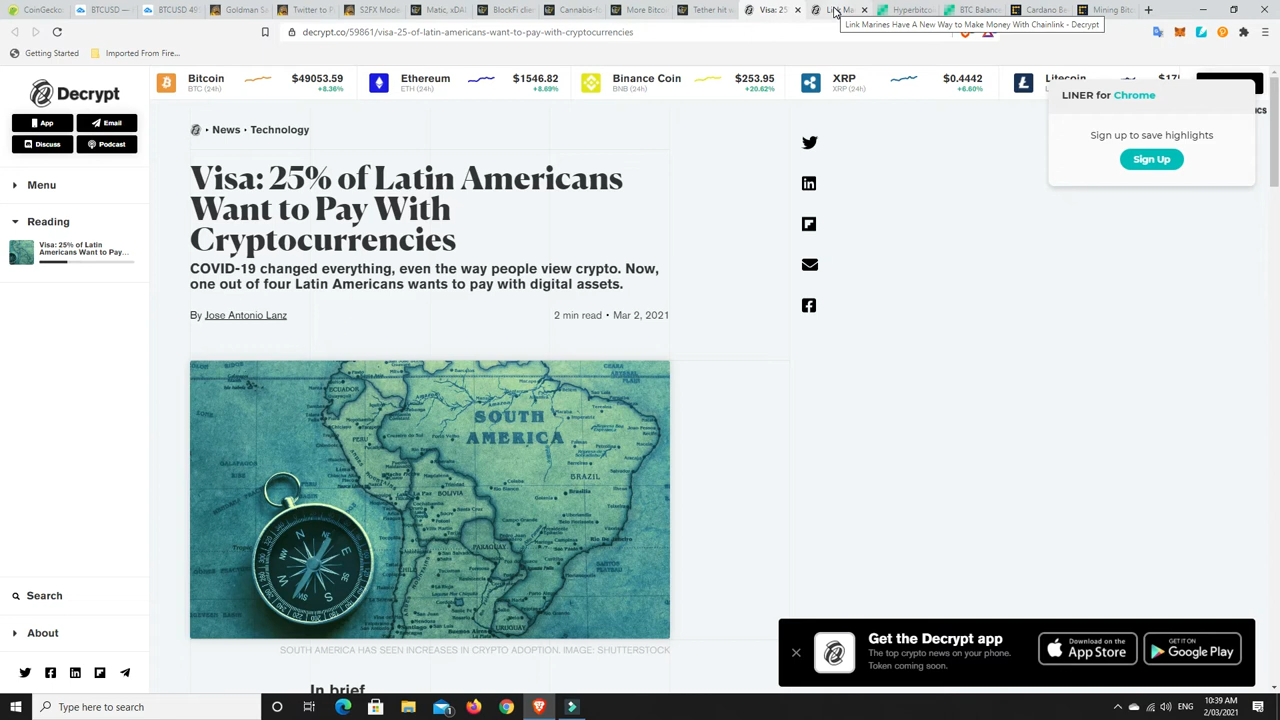 CoinGecko:
BTCUSD —
BTCUSD 49
Goldman Sa
Twitter to P
S2FX Mode
Matic, xDAI
BlockFi clie
Cannabis-fo
More Bitcoi
Tether hit w
Visa: 25
Hyperbitco
BTC Balance
Mining Bitc
Link Marines Have A New Way to Make Money With Chainlink - Decrypt
decrypt.co/59861/visa-25-of-latin-americans-want-to-pay-with-cryptocurrencies
Getting Started
Imported From Fire...
Decrypt
App
Email
Discuss
Podcast
Menu
Reading
Visa: 25% of Latin
Americans Want to Pay...
Search
About
Bitcoin $49053.59
BTC (24h) +8.36%
Ethereum $1546.82
ETH (24h) +8.69%
Binance Coin $253.95
BNB (24h) +20.62%
XRP $0.4442
XRP (24h) +6.60%
Litecoin
LINER for Chrome
Sign up to save highlights
Sign Up
News • Technology
Visa: 25% of Latin Americans
Want to Pay With
Cryptocurrencies
COVID-19 changed everything, even the way people view crypto. Now,
one out of four Latin Americans wants to pay with digital assets.
By Jose Antonio Lanz
2 min read • Mar 2, 2021
SOUTH
AMERICA
ECUADOR
PERU
BRAZIL
BOLIVIA
PARAGUAY
URUGUAY
N
E
S
W
SOUTH AMERICA HAS SEEN INCREASES IN CRYPTO ADOPTION. IMAGE: SHUTTERSTOCK
In brief
Get the Decrypt app
The top crypto news on your phone.
Token coming soon.
Download on the
App Store
GET IT ON
Google Play
Type here to search
10:39 AM
2/03/2021